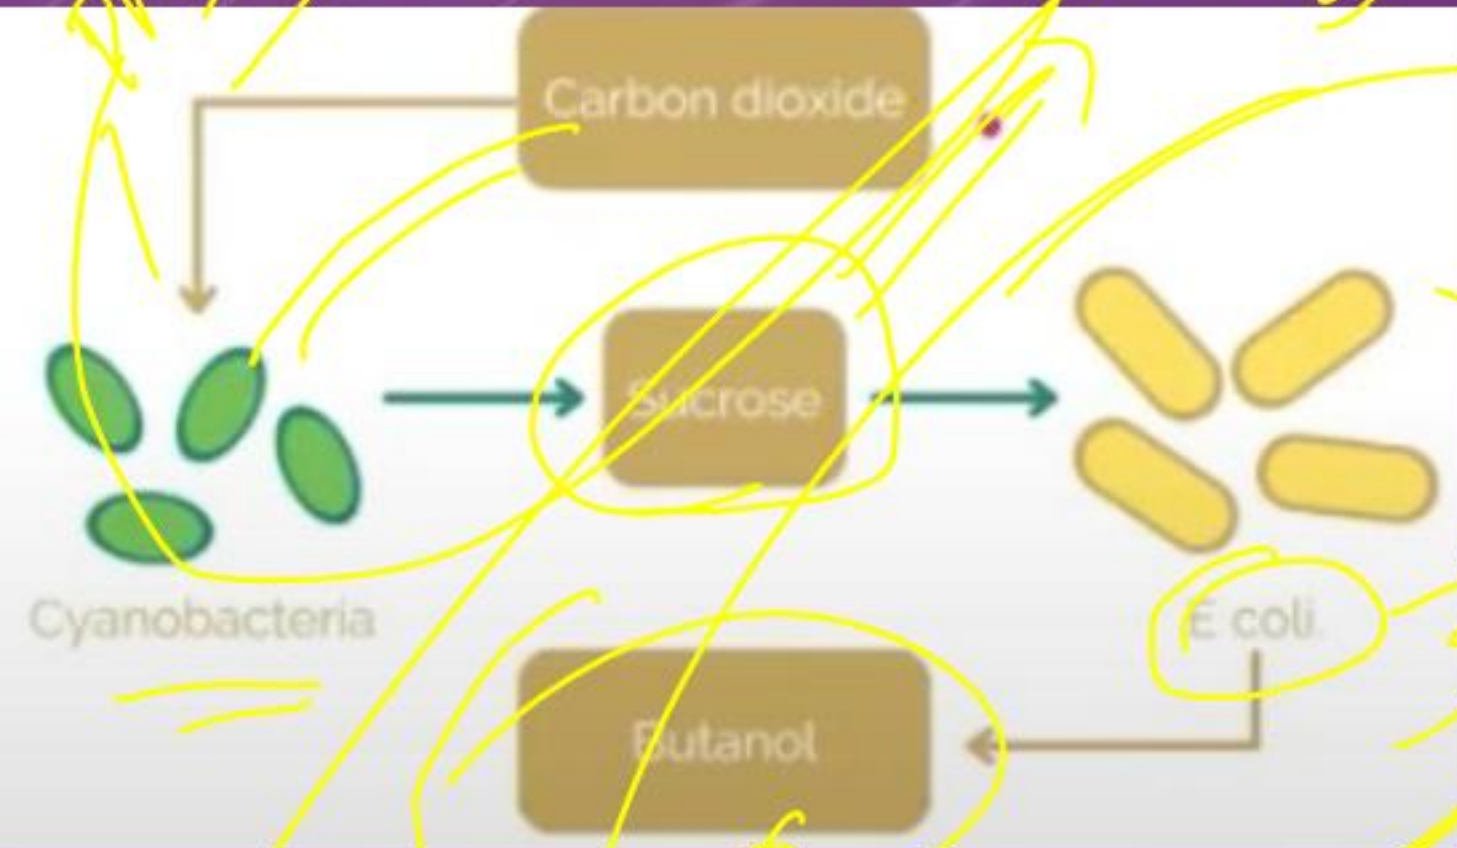 Carbon dioxide
Sucrose
Cyanobacteria
E coli.
Butanol